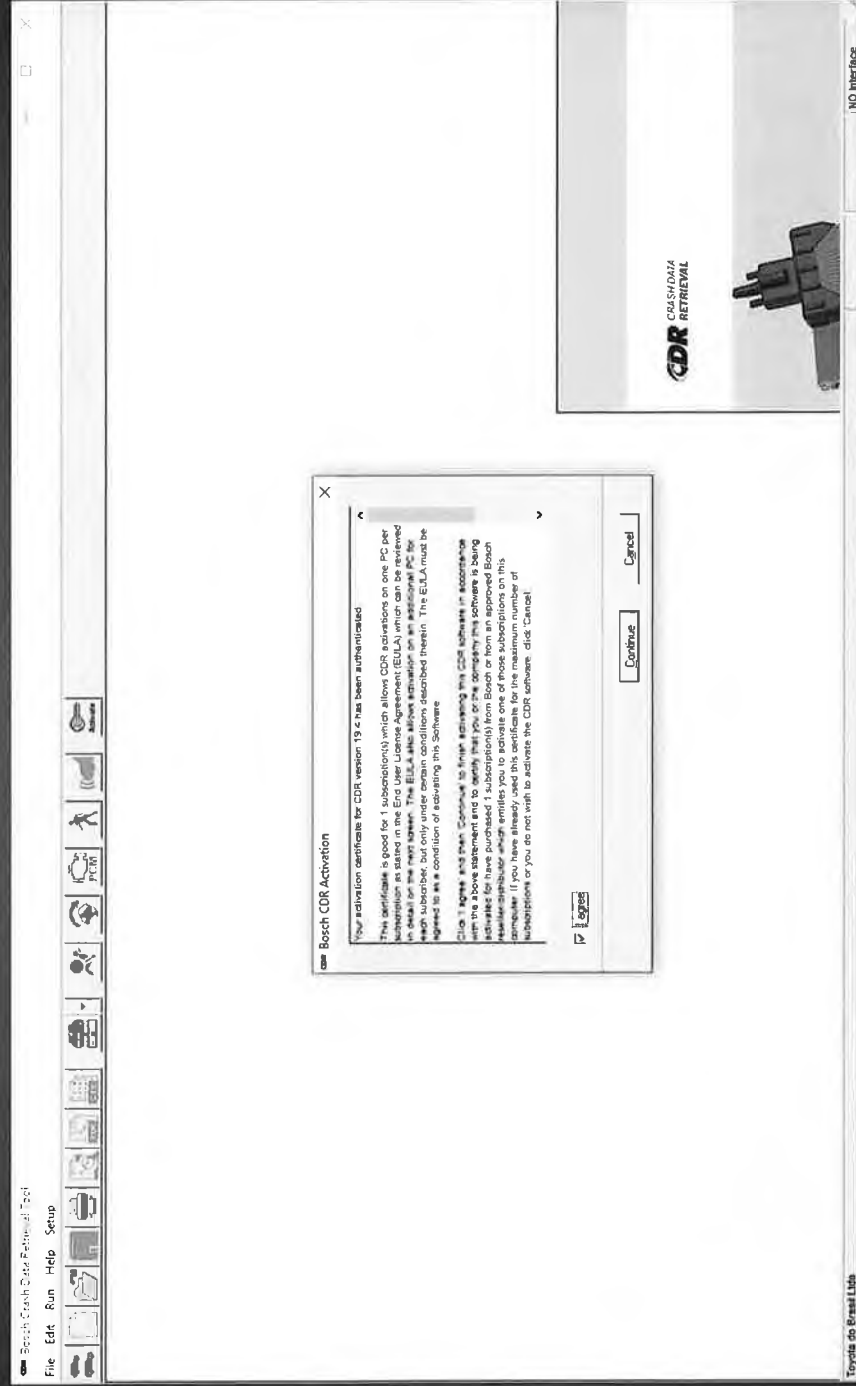 Bosch Crash Data Retrieval Tool
File Edit Run Help Setup
PCM
Activate
Bosch CDR Activation
Your activation certificate for CDR version 19.4 has been authenticated
This certificate is good for 1 subscription(s) which allows CDR activations on one PC per
subscription as stated in the End User License Agreement (EULA) which can be reviewed
in detail on the next screen. The EULA also allows activation on an additional PC for
each subscriber, but only under certain conditions described therein. The EULA must be
agreed to as a condition of activating this Software
Click 'I agree' and then 'Continue' to finish activating this CDR software in accordance
with the above statement and to certify that you or the company this software is being
activated for have purchased 1 subscription(s) from Bosch or from an approved Bosch
reseller/distributor which entitles you to activate one of those subscriptions on this
computer. If you have already used this certificate for the maximum number of
subscriptions or you do not wish to activate the CDR software, click 'Cancel'.
I agree
Continue Cancel
CDR CRASH DATA
RETRIEVAL
Toyota do Brasil Ltda NO Interface